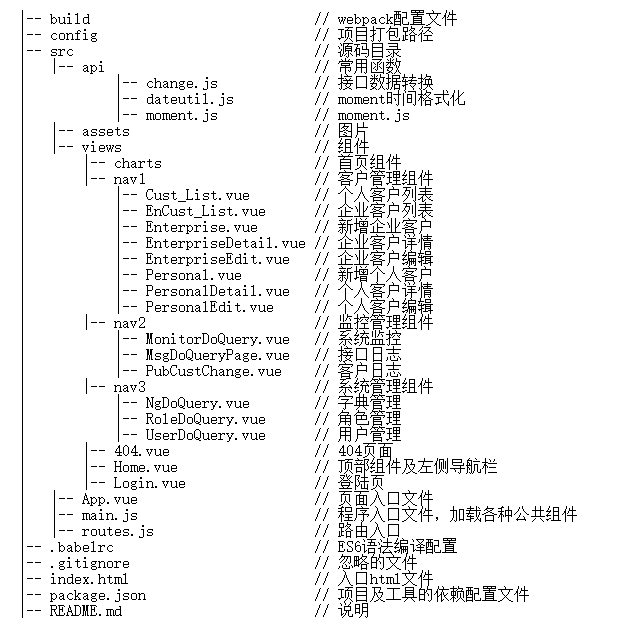 |-- build // webpack配置文件
|-- config // 项目打包路径
|-- src // 源码目录
| |-- api // 常用函数
| |-- change.js // 接口数据转换
| |-- dateutil.js // moment时间格式化
| |-- moment.js // moment.js
| |-- assets // 图片
| |-- views // 组件
| |-- charts // 首页组件
| |-- nav1 // 客户管理组件
| |-- Cust_List.vue // 个人客户列表
| |-- EnCust_List.vue // 企业客户列表
| |-- Enterprise.vue // 新增企业客户
| |-- EnterpriseDetail.vue // 企业客户详情
| |-- EnterpriseEdit.vue // 企业客户编辑
| |-- Personal.vue // 新增个人客户
| |-- PersonalDetail.vue // 个人客户详情
| |-- PersonalEdit.vue // 个人客户编辑
| |-- nav2 // 监控管理组件
| |-- MonitorDoQuery.vue // 系统监控
| |-- MsgDoQueryPage.vue // 接口日志
| |-- PubCustChange.vue // 客户日志
| |-- nav3 // 系统管理组件
| |-- NgDoQuery.vue // 字典管理
| |-- RoleDoQuery.vue // 角色管理
| |-- UserDoQuery.vue // 用户管理
| |-- 404.vue // 404页面
| |-- Home.vue // 顶部组件及左侧导航栏
| |-- Login.vue // 登陆页
| |-- App.vue // 页面入口文件
| |-- main.js // 程序入口文件，加载各种公共组件
| |-- routes.js // 路由入口
|-- .babelrc // ES6语法编译配置
|-- .gitignore // 忽略的文件
|-- index.html // 入口html文件
|-- package.json // 项目及工具的依赖配置文件
|-- README.md // 说明